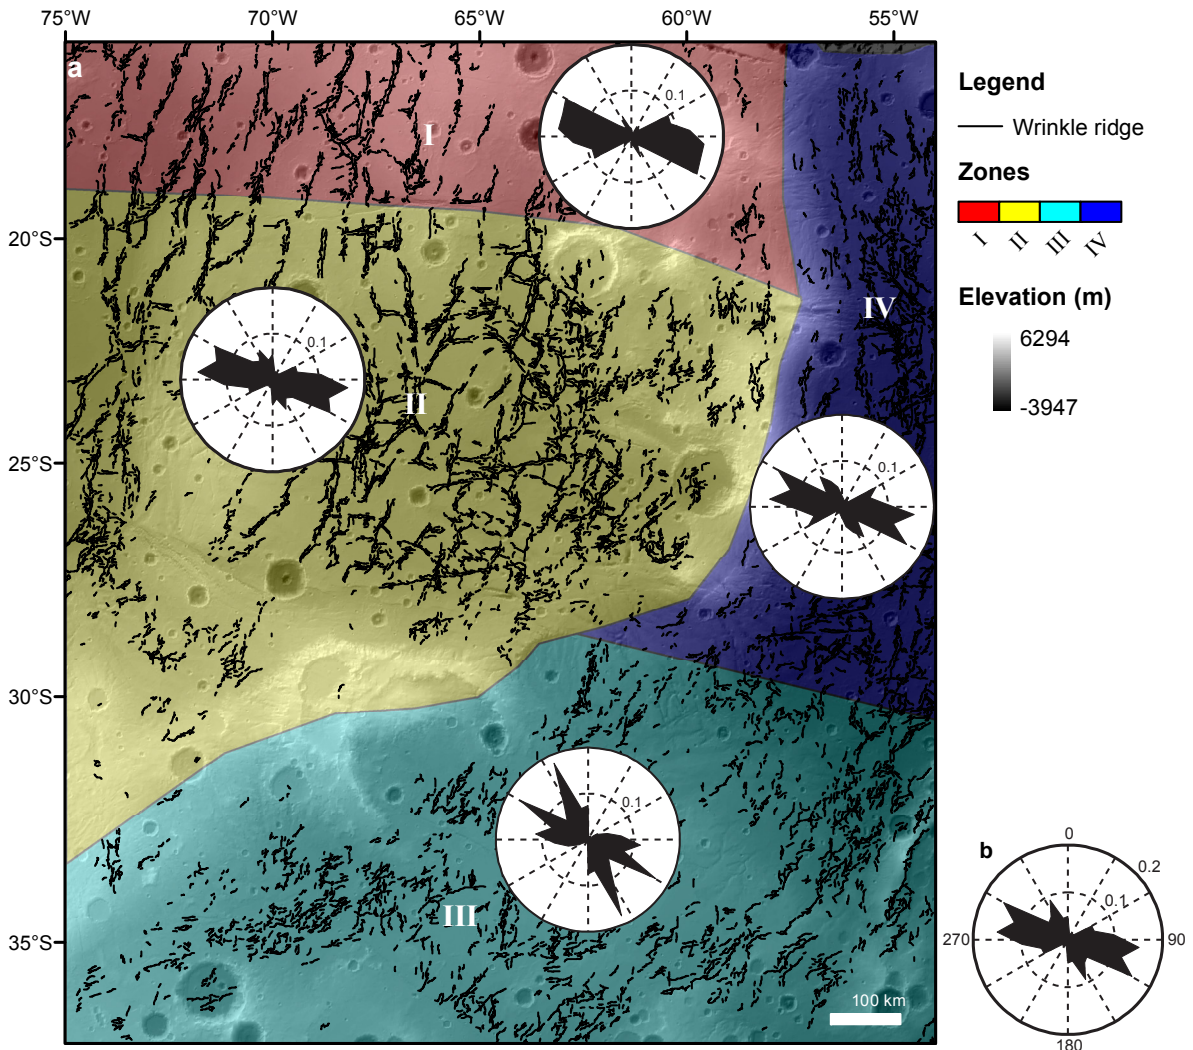 75°W 70°W 65°W 60°W 55°W
a
I
0.1
20°S
25°S
30°S
35°S
0.1
II
IV
0.1
0.1
III
100 km
Legend
Wrinkle ridge
Zones
I II III IV
Elevation (m)
6294
-3947
b
0
0.2
0.1
270
90
180